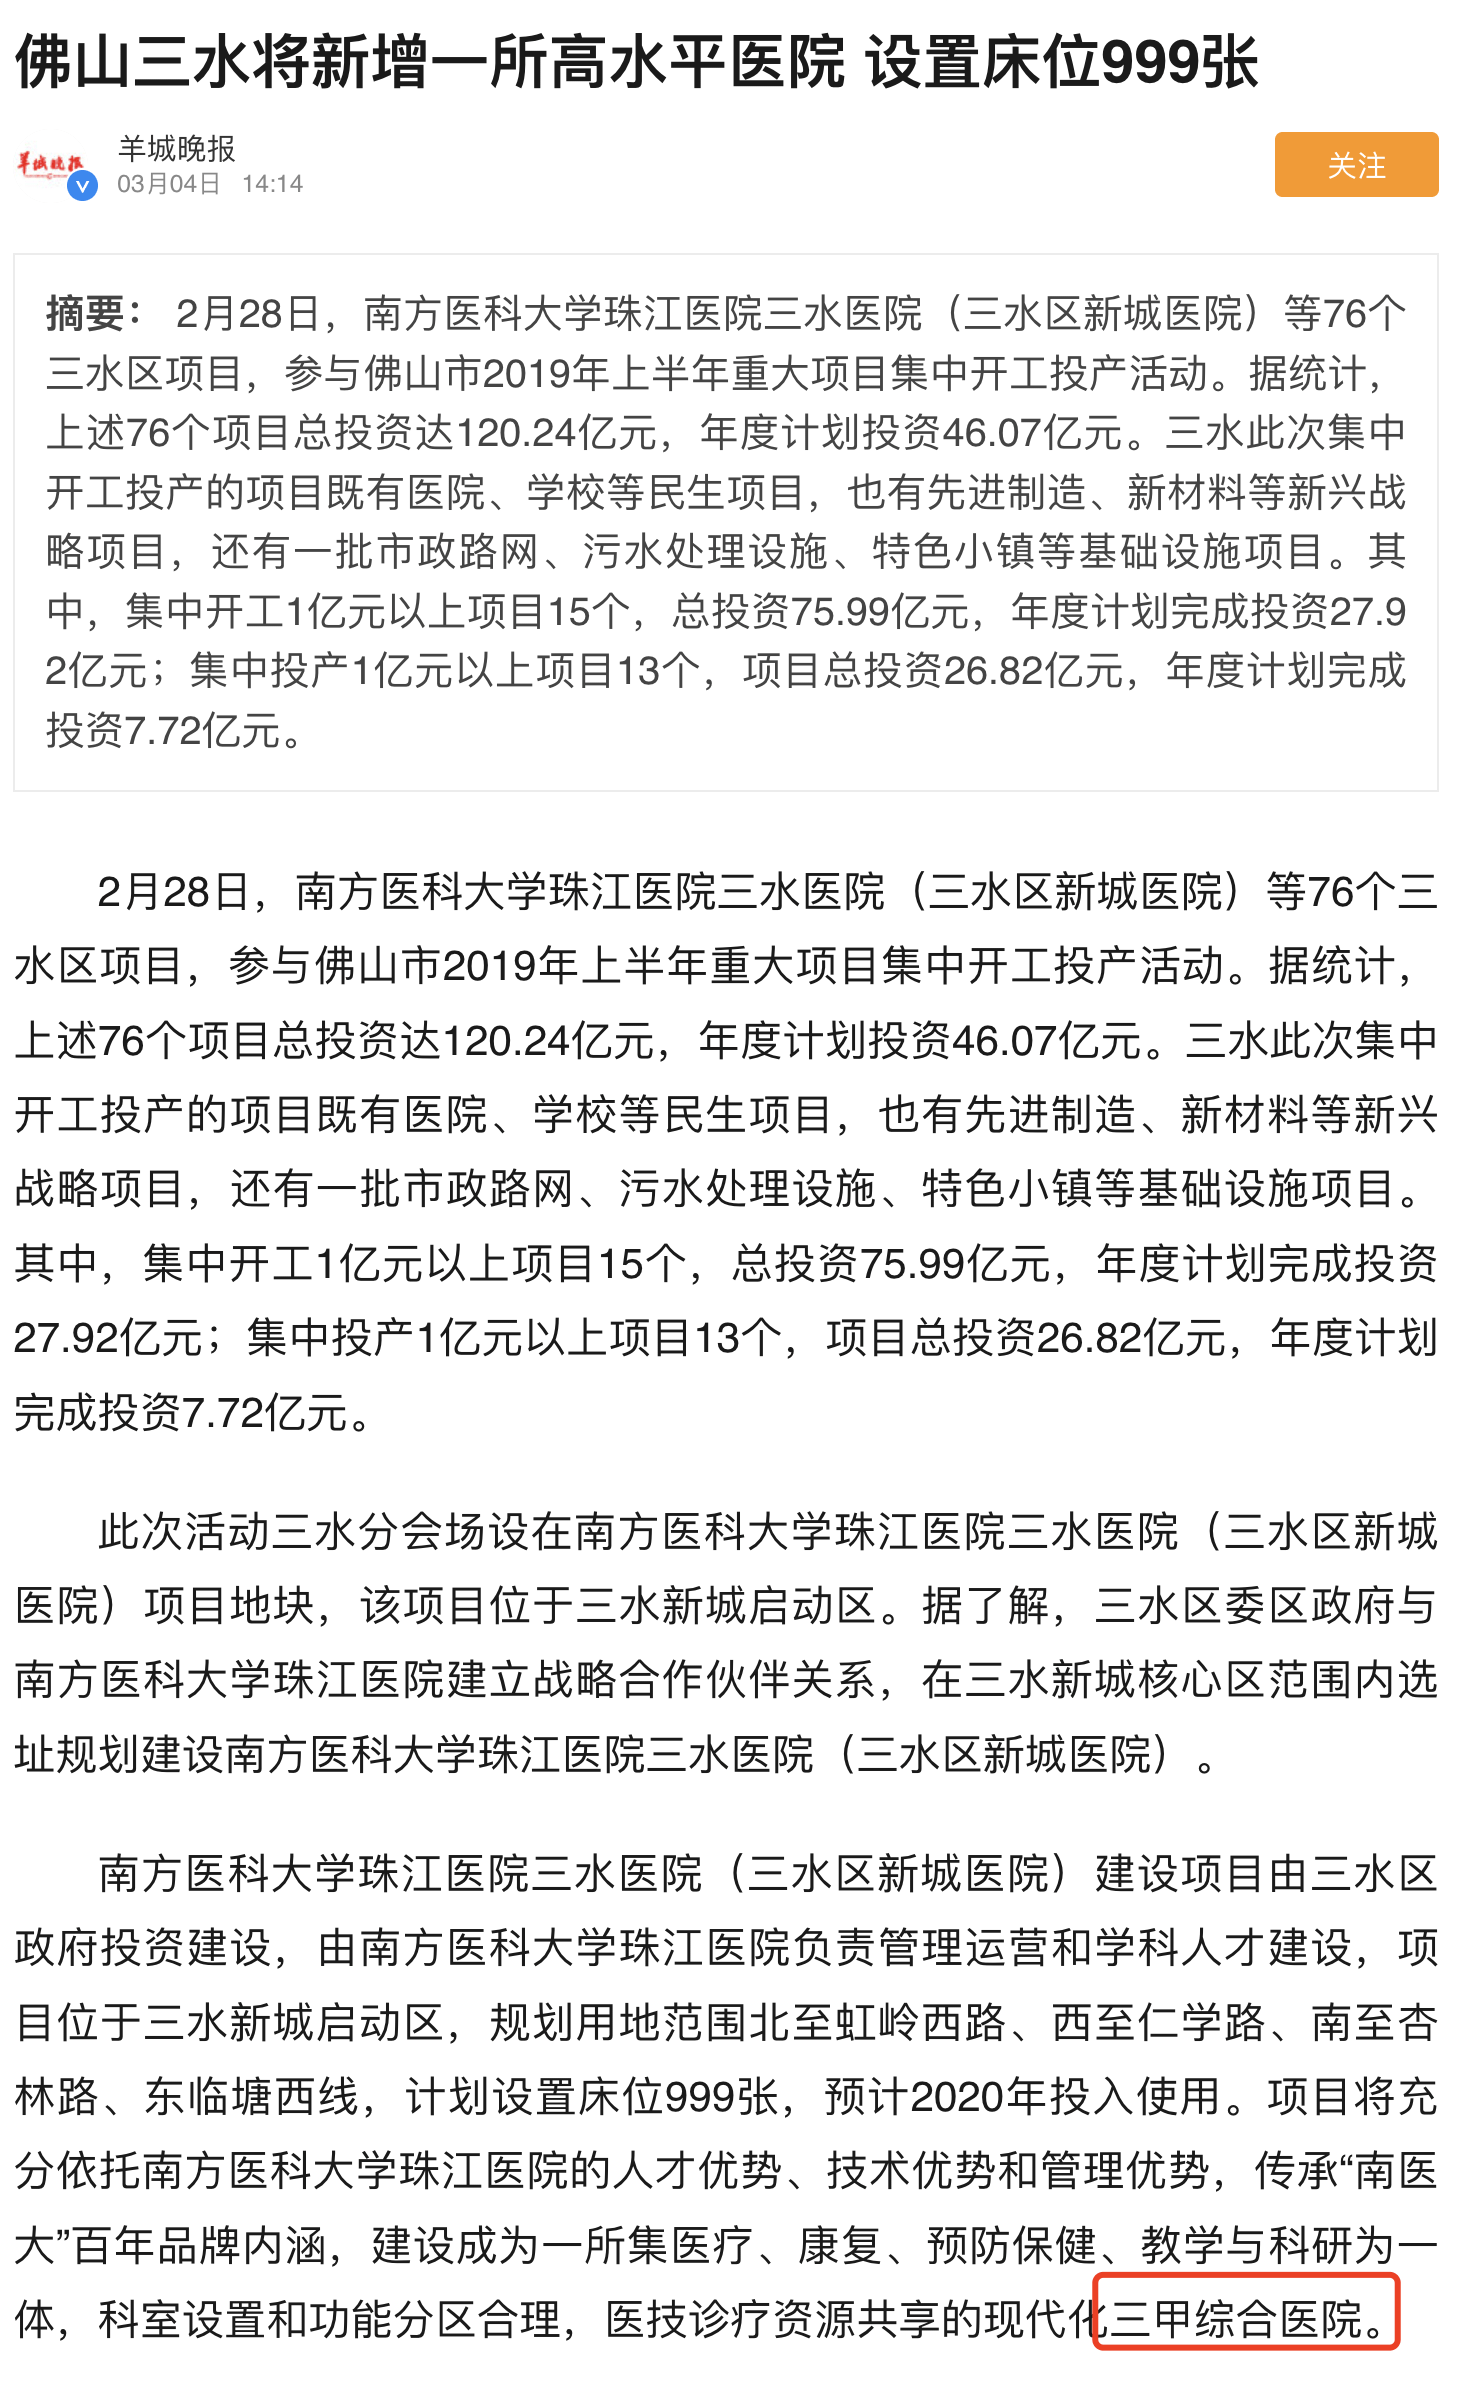 佛山三水将新增一所高水平医院 设置床位999张
羊城晚报
羊城晚报
03月04日 14:14
关注
摘要： 2月28日，南方医科大学珠江医院三水医院（三水区新城医院）等76个
三水区项目，参与佛山市2019年上半年重大项目集中开工投产活动。据统计，
上述76个项目总投资达120.24亿元，年度计划投资46.07亿元。三水此次集中
开工投产的项目既有医院、学校等民生项目，也有先进制造、新材料等新兴战
略项目，还有一批市政路网、污水处理设施、特色小镇等基础设施项目。其
中，集中开工1亿元以上项目15个，总投资75.99亿元，年度计划完成投资27.9
2亿元；集中投产1亿元以上项目13个，项目总投资26.82亿元，年度计划完成
投资7.72亿元。
2月28日，南方医科大学珠江医院三水医院（三水区新城医院）等76个三
水区项目，参与佛山市2019年上半年重大项目集中开工投产活动。据统计，
上述76个项目总投资达120.24亿元，年度计划投资46.07亿元。三水此次集中
开工投产的项目既有医院、学校等民生项目，也有先进制造、新材料等新兴
战略项目，还有一批市政路网、污水处理设施、特色小镇等基础设施项目。
其中，集中开工1亿元以上项目15个，总投资75.99亿元，年度计划完成投资
27.92亿元；集中投产1亿元以上项目13个，项目总投资26.82亿元，年度计划
完成投资7.72亿元。
此次活动三水分会场设在南方医科大学珠江医院三水医院（三水区新城
医院）项目地块，该项目位于三水新城启动区。据了解，三水区委区政府与
南方医科大学珠江医院建立战略合作伙伴关系，在三水新城核心区范围内选
址规划建设南方医科大学珠江医院三水医院（三水区新城医院）。
南方医科大学珠江医院三水医院（三水区新城医院）建设项目由三水区
政府投资建设，由南方医科大学珠江医院负责管理运营和学科人才建设，项
目位于三水新城启动区，规划用地范围北至虹岭西路、西至仁学路、南至杏
林路、东临塘西线，计划设置床位999张，预计2020年投入使用。项目将充
分依托南方医科大学珠江医院的人才优势、技术优势和管理优势，传承“南医
大”百年品牌内涵，建设成为一所集医疗、康复、预防保健、教学与科研为一
体，科室设置和功能分区合理，医技诊疗资源共享的现代化三甲综合医院。